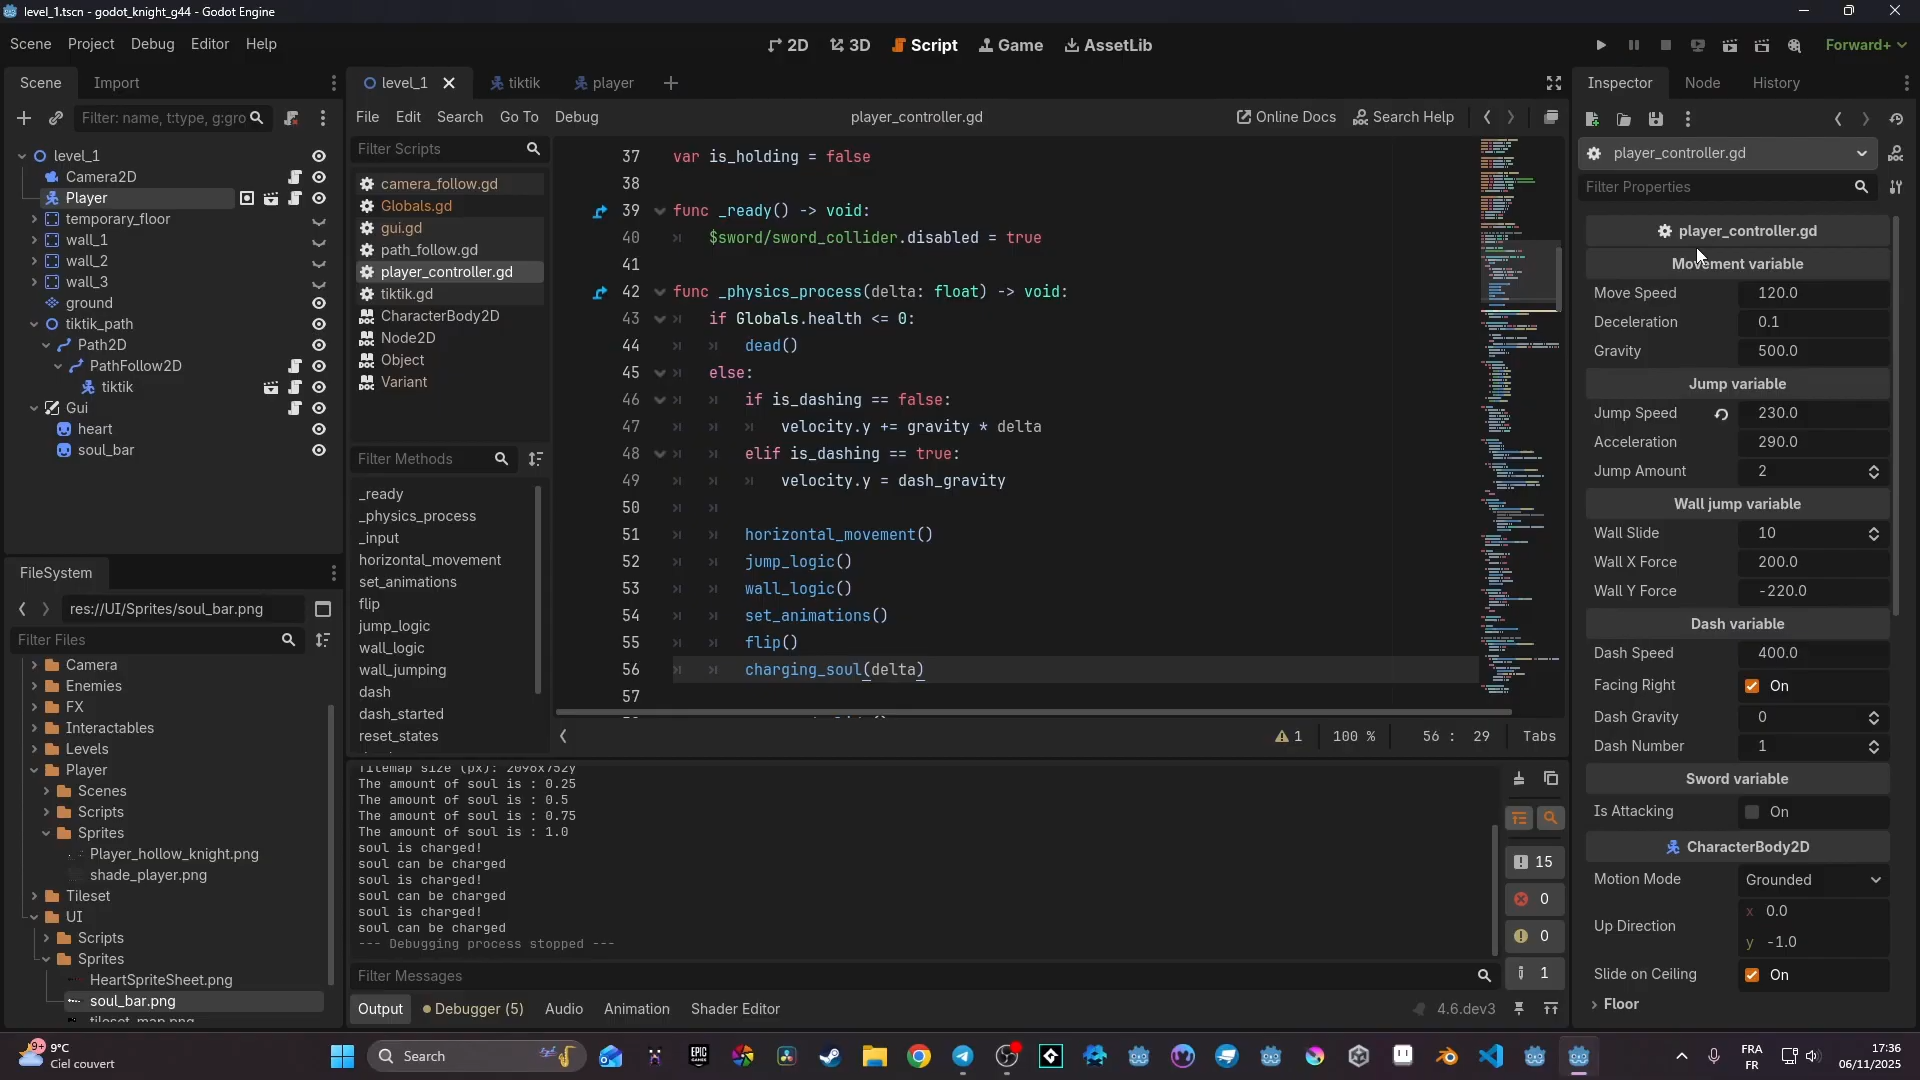 level_1.tscn - godot_knight_g44 - Godot Engine
Scene Project Debug Editor Help
2D 3D Script Game AssetLib
Forward+
Scene Import
Filter: name, t:type, g:gro
level_1
Camera2D
Player
temporary_floor
wall_1
wall_2
wall_3
ground
tiktik_path
Path2D
PathFollow2D
tiktik
Gui
heart
soul_bar
FileSystem
res://UI/Sprites/soul_bar.png
Filter Files
Camera
Enemies
FX
Interactables
Levels
Player
Scenes
Scripts
Sprites
Player_hollow_knight.png
shade_player.png
Tileset
UI
Scripts
Sprites
HeartSpriteSheet.png
soul_bar.png
tileset_map.png
level_1 tiktik player
File Edit Search Go To Debug
player_controller.gd
Online Docs Search Help
Filter Scripts
camera_follow.gd
Globals.gd
gui.gd
path_follow.gd
player_controller.gd
tiktik.gd
CharacterBody2D
Node2D
Object
Variant
Filter Methods
_ready
_physics_process
_input
horizontal_movement
set_animations
flip
jump_logic
wall_logic
wall_jumping
dash
dash_started
reset_states
37 var is_holding = false
38
39 func _ready() -> void:
40 $sword/sword_collider.disabled = true
41
42 func _physics_process(delta: float) -> void:
43 if Globals.health <= 0:
44 dead()
45 else:
46 if is_dashing == false:
47 velocity.y += gravity * delta
48 elif is_dashing == true:
49 velocity.y = dash_gravity
50
51 horizontal_movement()
52 jump_logic()
53 wall_logic()
54 set_animations()
55 flip()
56 charging_soul(delta)
57
1 100 % 56 : 29 Tabs
Tilemap size (px): 2096x752y
The amount of soul is : 0.25
The amount of soul is : 0.5
The amount of soul is : 0.75
The amount of soul is : 1.0
soul is charged!
soul can be charged
soul is charged!
soul can be charged
soul is charged!
soul can be charged
--- Debugging process stopped ---
15
0
0
1
Filter Messages
Output Debugger (5) Audio Animation Shader Editor
4.6.dev3
Inspector Node History
player_controller.gd
Filter Properties
player_controller.gd
Movement variable
Move Speed 120.0
Deceleration 0.1
Gravity 500.0
Jump variable
Jump Speed 230.0
Acceleration 290.0
Jump Amount 2
Wall jump variable
Wall Slide 10
Wall X Force 200.0
Wall Y Force -220.0
Dash variable
Dash Speed 400.0
Facing Right On
Dash Gravity 0
Dash Number 1
Sword variable
Is Attacking On
CharacterBody2D
Motion Mode Grounded
Up Direction x 0.0
y -1.0
Slide on Ceiling On
Floor
9+
9°C
Ciel couvert
Search
EPIC GAMES
FRA
FR
17:36
06/11/2025